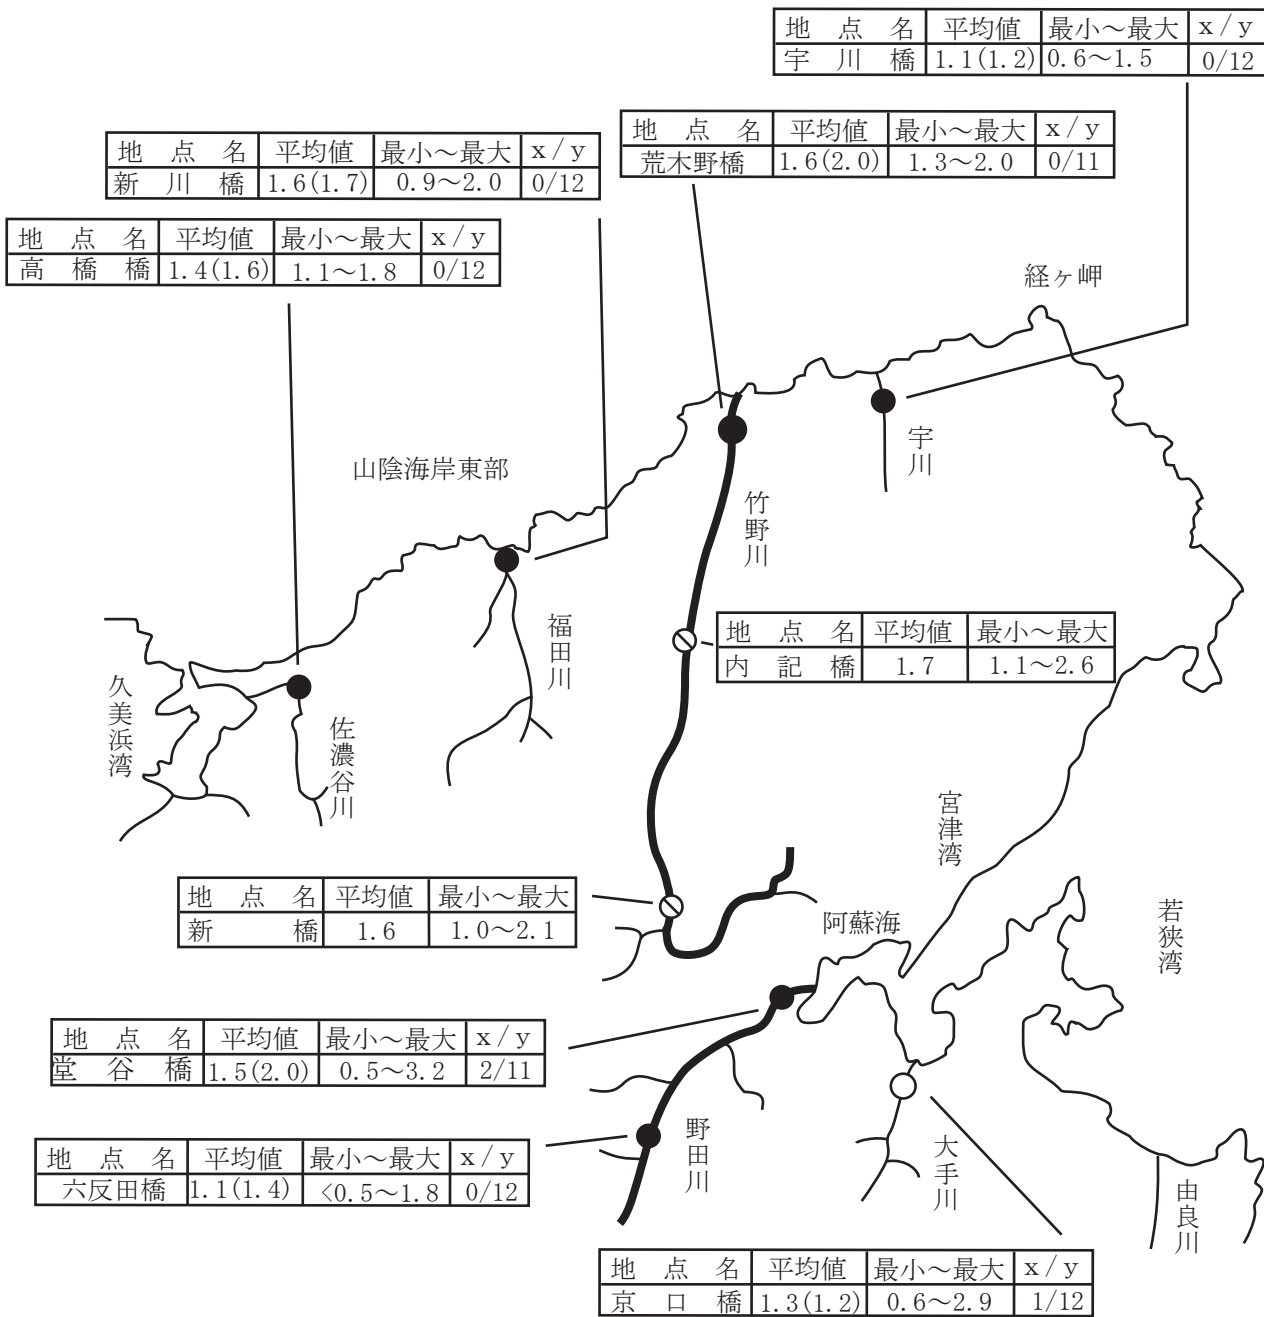 地 点 名 平均値 最小～最大 x/y
宇 川 橋 1.1(1.2) 0.6～1.5 0/12
地 点 名 平均値 最小～最大 x/y
荒木野橋 1.6(2.0) 1.3～2.0 0/11
地 点 名 平均値 最小～最大 x/y
新 川 橋 1.6(1.7) 0.9～2.0 0/12
地 点 名 平均値 最小～最大 x/y
高 橋 橋 1.4(1.6) 1.1～1.8 0/12
経ヶ岬
宇川
山陰海岸東部
竹野川
福田川
地 点 名 平均値 最小～最大
内 記 橋 1.7 1.1～2.6
久美浜湾
佐濃谷川
宮津湾
地 点 名 平均値 最小～最大
新 橋 1.6 1.0～2.1
阿蘇海
若狭湾
地 点 名 平均値 最小～最大 x/y
堂 谷 橋 1.5(2.0) 0.5～3.2 2/11
野田川
大手川
地 点 名 平均値 最小～最大 x/y
六反田橋 1.1(1.4) <0.5～1.8 0/12
由良川
地 点 名 平均値 最小～最大 x/y
京 口 橋 1.3(1.2) 0.6～2.9 1/12